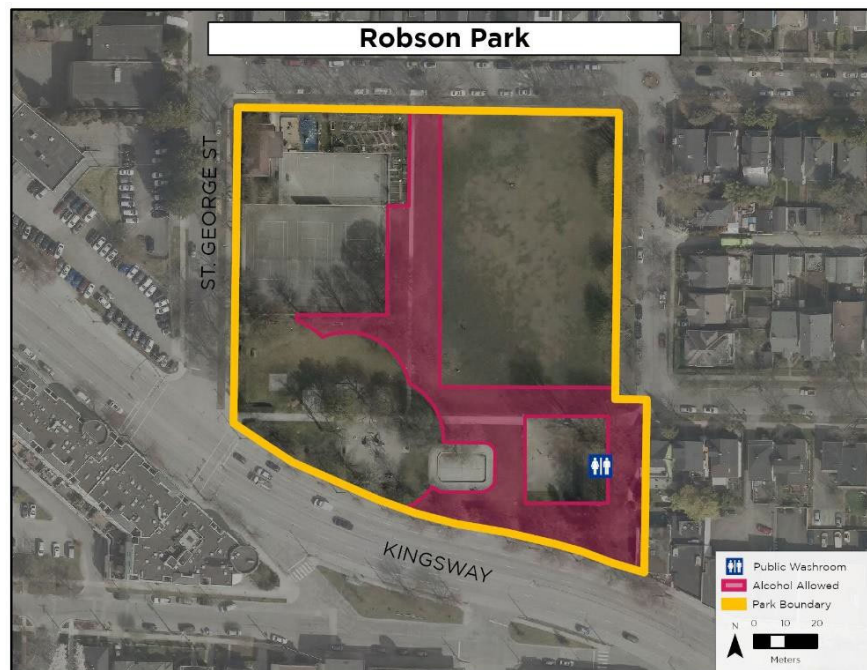 Robson Park
ST. GEORGE ST
KINGSWAY
Public Washroom
Alcohol Allowed
Park Boundary
N
0 10 20
Meters